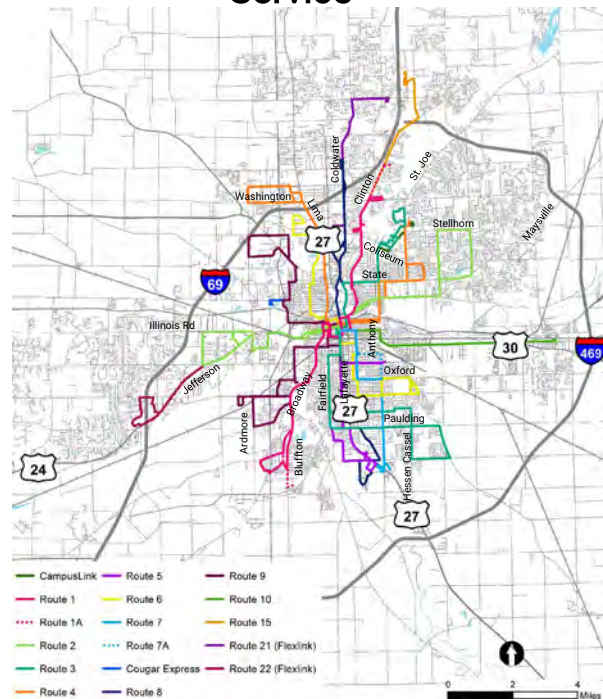 Service
Coldwater
St. Joe
Clinton
Washington
Lima
Maysville
Stellhorn
27
Coliseum
State
69
Illinois Rd
Anthony
30
469
Jefferson
Oxford
Fairfield
Lafayette
Broadway
27
Paulding
Ardmore
Bluffton
Hessen Cassel
24
27
CampusLink
Route 1
Route 1A
Route 2
Route 3
Route 4
Route 5
Route 6
Route 7
Route 7A
Cougar Express
Route 8
Route 9
Route 10
Route 15
Route 21 (Flexlink)
Route 22 (Flexlink)
0 2 4
Miles